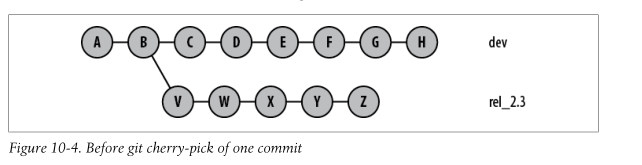 A B C D E F G H dev
V W X Y Z rel_2.3
Figure 10-4. Before git cherry-pick of one commit